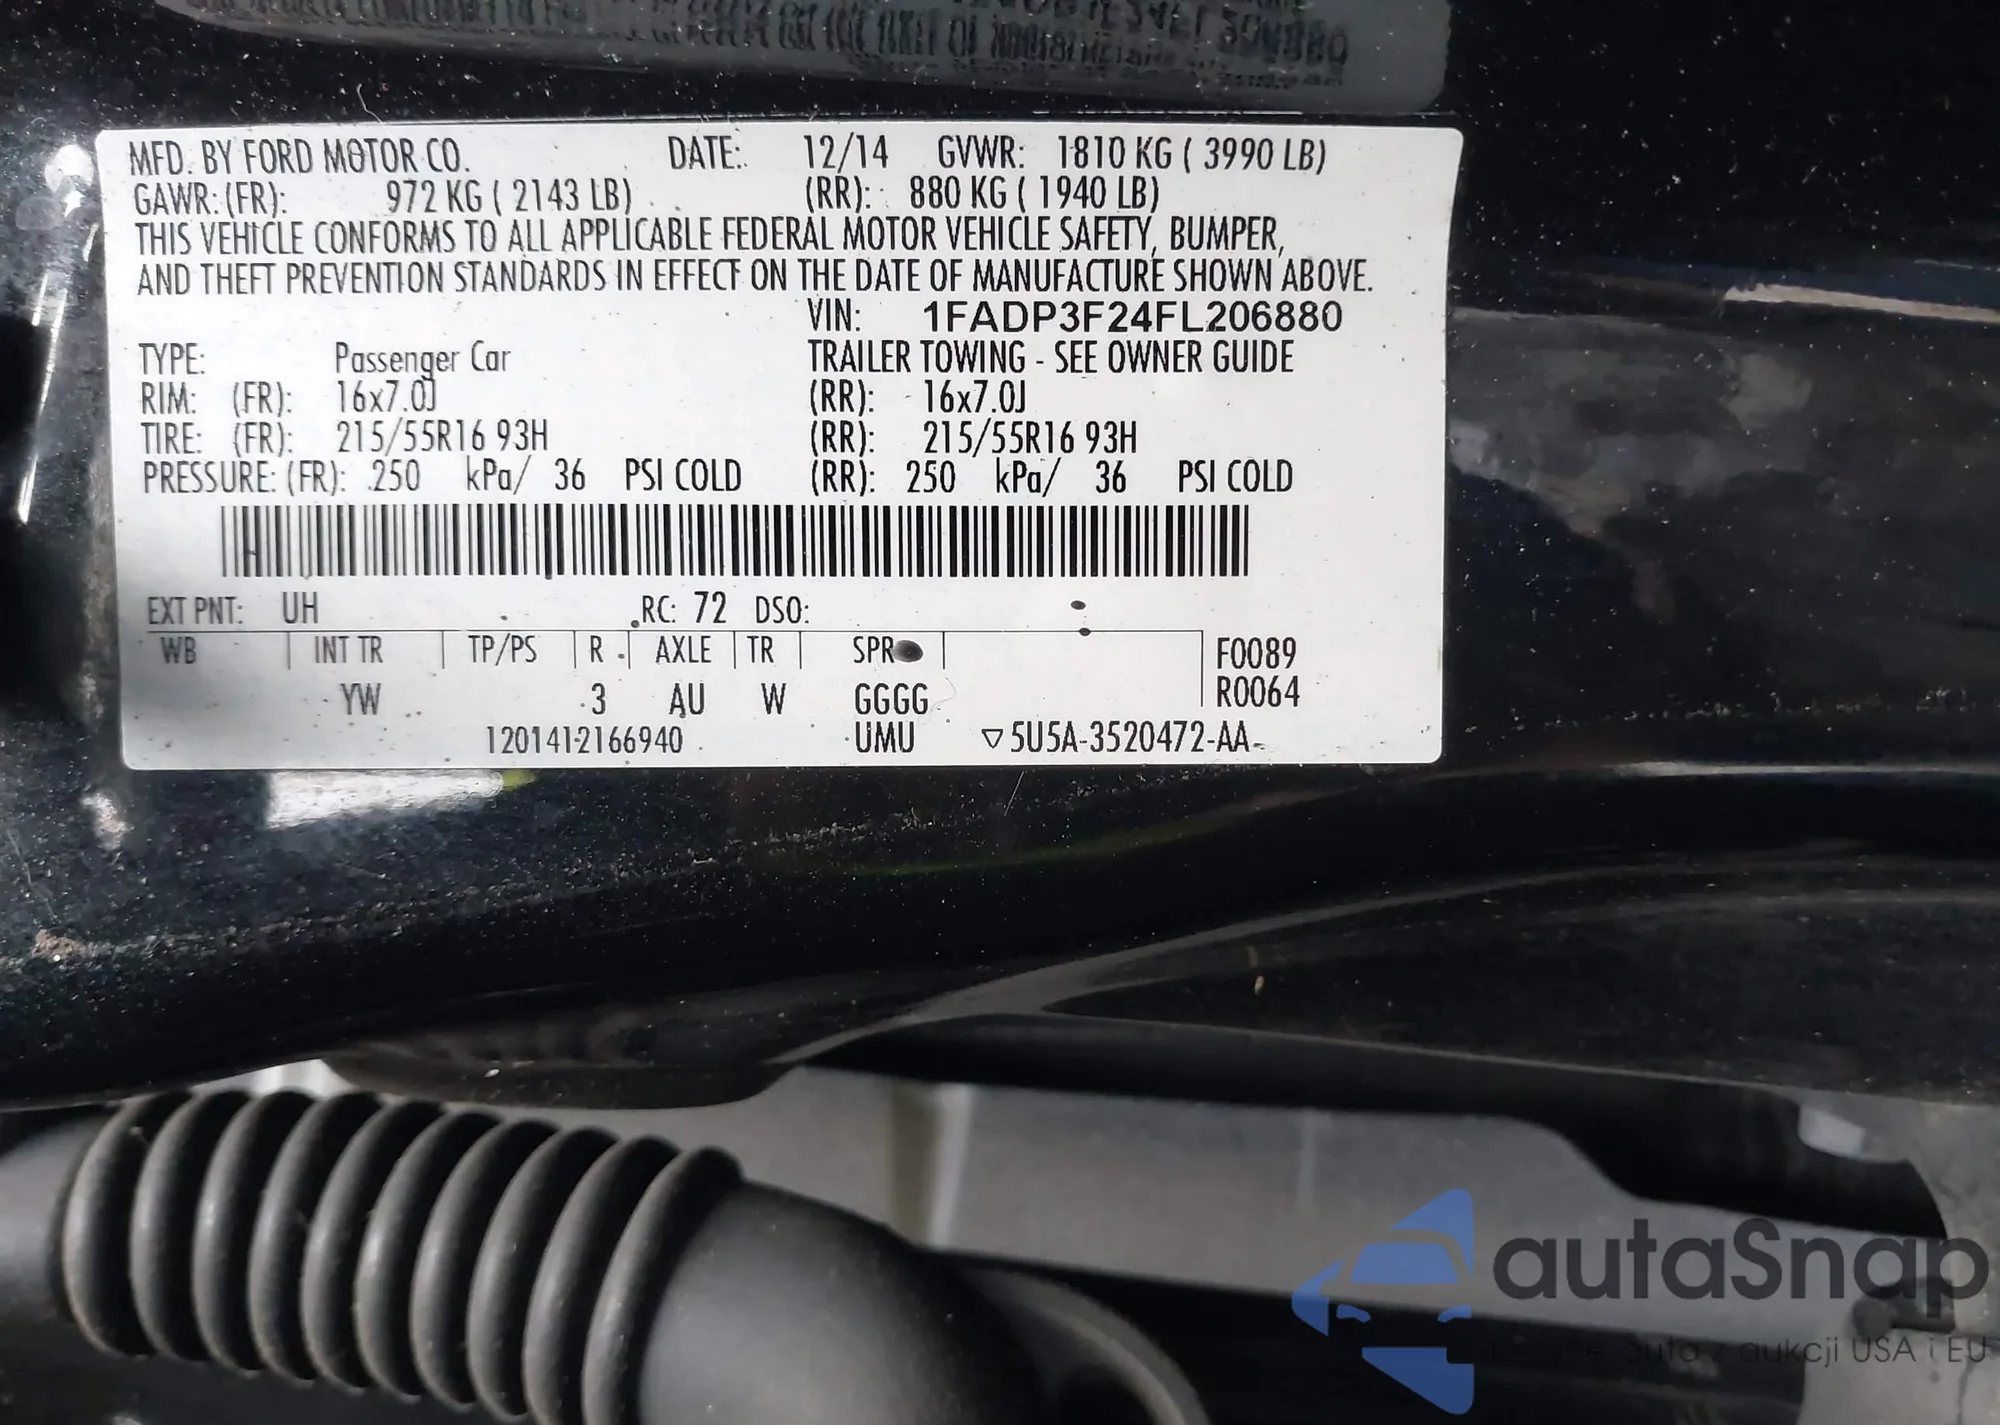 MFD. BY FORD MOTOR CO. DATE: 12/14 GVWR: 1810 KG ( 3990 LB)
GAWR: (FR): 972 KG ( 2143 LB) (RR): 880 KG ( 1940 LB)
THIS VEHICLE CONFORMS TO ALL APPLICABLE FEDERAL MOTOR VEHICLE SAFETY, BUMPER,
AND THEFT PREVENTION STANDARDS IN EFFECT ON THE DATE OF MANUFACTURE SHOWN ABOVE.
VIN: 1FADP3F24FL206880
TYPE: Passenger Car TRAILER TOWING - SEE OWNER GUIDE
RIM: (FR): 16x7.0J (RR): 16x7.0J
TIRE: (FR): 215/55R16 93H (RR): 215/55R16 93H
PRESSURE: (FR): 250 kPa/ 36 PSI COLD (RR): 250 kPa/ 36 PSI COLD
EXT PNT: UH RC: 72 DSO:
WB INT TR TP/PS R AXLE TR SPR F0089
YW 3 AU W GGGG R0064
1201412166940 UMU ▽5U5A-3520472-AA
autaSnap
auto z aukcji USA i EU